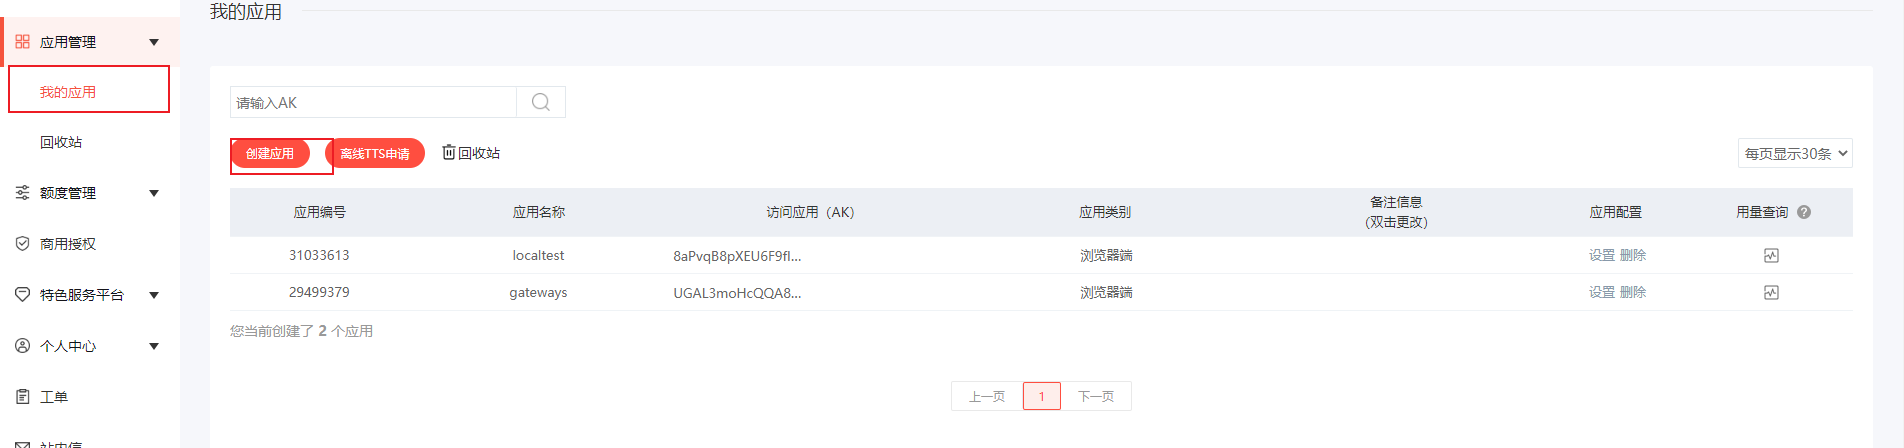 我的应用
应用管理
我的应用
回收站
额度管理
商用授权
特色服务平台
个人中心
工单
站内信
请输入AK
创建应用 离线TTS申请 回收站 每页显示30条
应用编号 应用名称 访问应用（AK） 应用类别 备注信息（双击更改） 应用配置 用量查询 ?
31033613 localtest 8aPvqB8pXEU6F9fl... 浏览器端 设置 删除
29499379 gateways UGAL3moHcQQA8... 浏览器端 设置 删除
您当前创建了 2 个应用
上一页 1 下一页